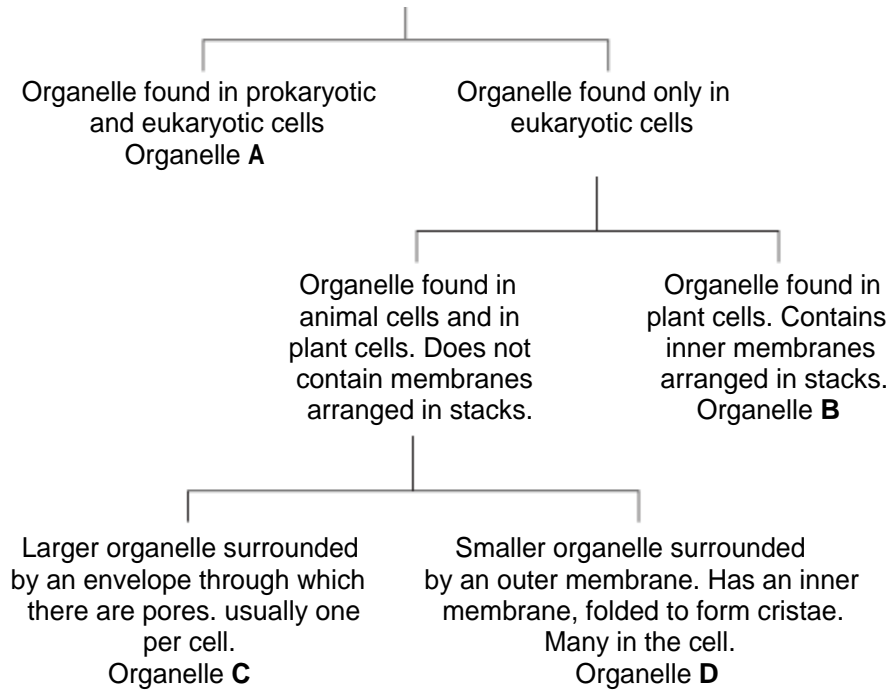 Organelle found in prokaryotic
and eukaryotic cells
Organelle A
Organelle found only in
eukaryotic cells
Organelle found in
animal cells and in
plant cells. Does not
contain membranes
arranged in stacks.
Organelle found in
plant cells. Contains
inner membranes
arranged in stacks.
Organelle B
Larger organelle surrounded
by an envelope through which
there are pores. usually one
per cell.
Organelle C
Smaller organelle surrounded
by an outer membrane. Has an inner
membrane, folded to form cristae.
Many in the cell.
Organelle D